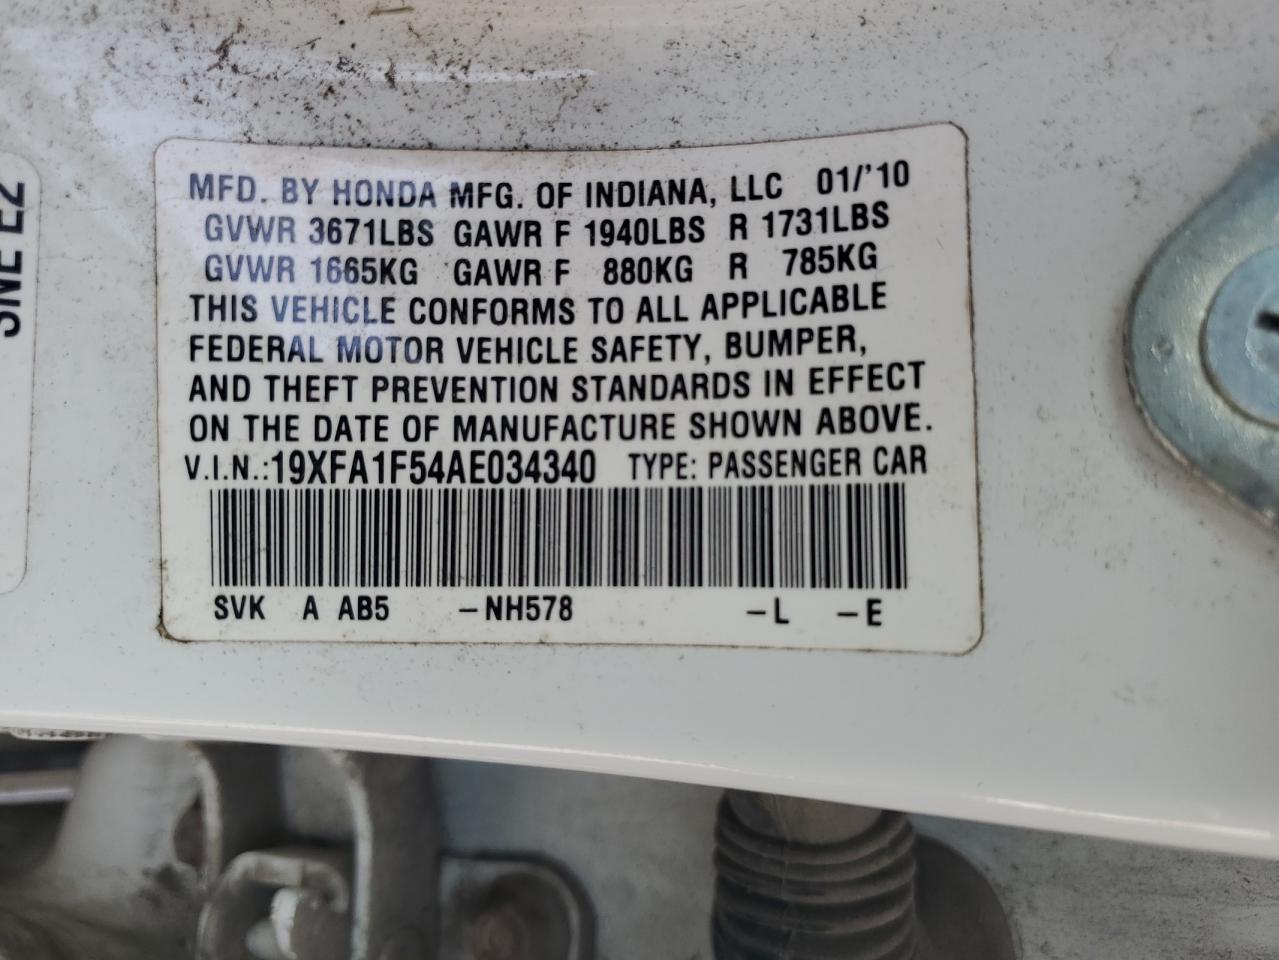 MFD. BY HONDA MFG. OF INDIANA, LLC 01/'10
GVWR 3671LBS GAWR F 1940LBS R 1731LBS
GVWR 1665KG GAWR F 880KG R 785KG
THIS VEHICLE CONFORMS TO ALL APPLICABLE
FEDERAL MOTOR VEHICLE SAFETY, BUMPER,
AND THEFT PREVENTION STANDARDS IN EFFECT
ON THE DATE OF MANUFACTURE SHOWN ABOVE.
V.I.N.:19XFA1F54AE034340 TYPE: PASSENGER CAR
SVK A AB5 –NH578 –L –E